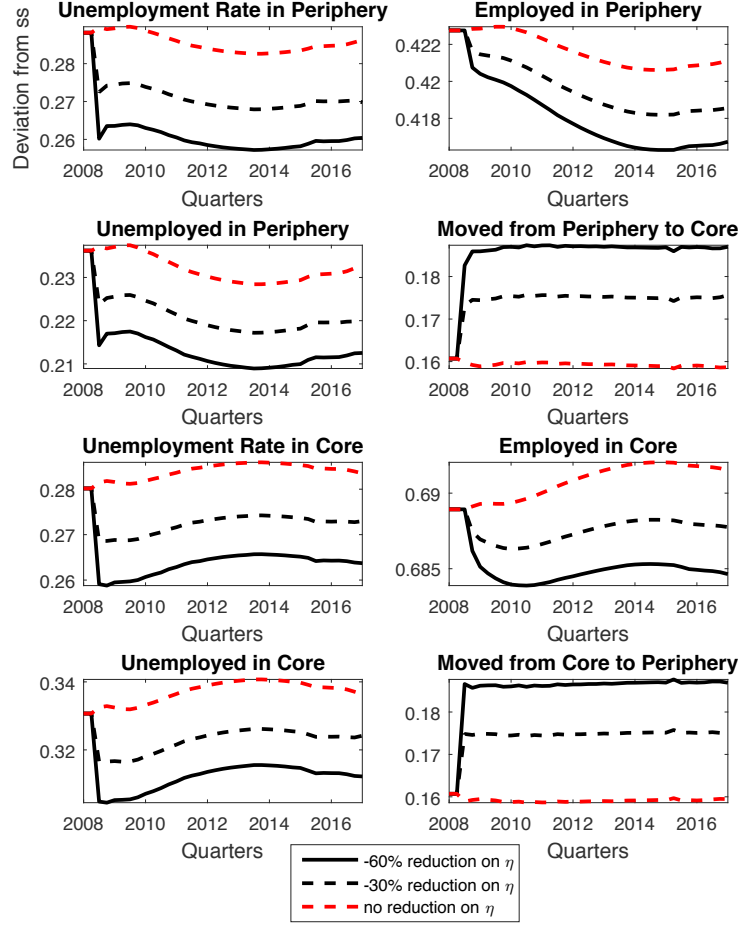 Unemployment Rate in Periphery
Employed in Periphery
Deviation from ss
0.28
0.27
0.26
2008 2010 2012 2014 2016
Quarters
0.422
0.42
0.418
2008 2010 2012 2014 2016
Quarters
Unemployed in Periphery
Moved from Periphery to Core
0.23
0.22
0.21
2008 2010 2012 2014 2016
Quarters
0.18
0.17
0.16
2008 2010 2012 2014 2016
Quarters
Unemployment Rate in Core
Employed in Core
0.28
0.27
0.26
2008 2010 2012 2014 2016
Quarters
0.69
0.685
2008 2010 2012 2014 2016
Quarters
Unemployed in Core
Moved from Core to Periphery
0.34
0.32
2008 2010 2012 2014 2016
Quarters
0.18
0.17
0.16
2008 2010 2012 2014 2016
Quarters
-60% reduction on η
-30% reduction on η
no reduction on η